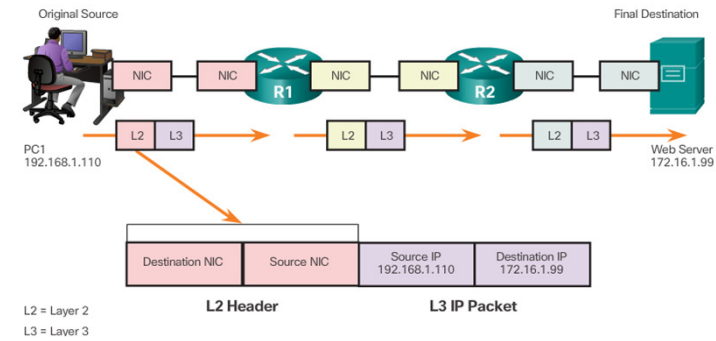 Original Source
Final Destination
NIC
NIC
NIC
NIC
NIC
NIC
R1
R2
L2 L3
L2 L3
L2 L3
PC1
192.168.1.110
Web Server
172.16.1.99
Destination NIC
Source NIC
Source IP
192.168.1.110
Destination IP
172.16.1.99
L2 Header
L3 IP Packet
L2 = Layer 2
L3 = Layer 3